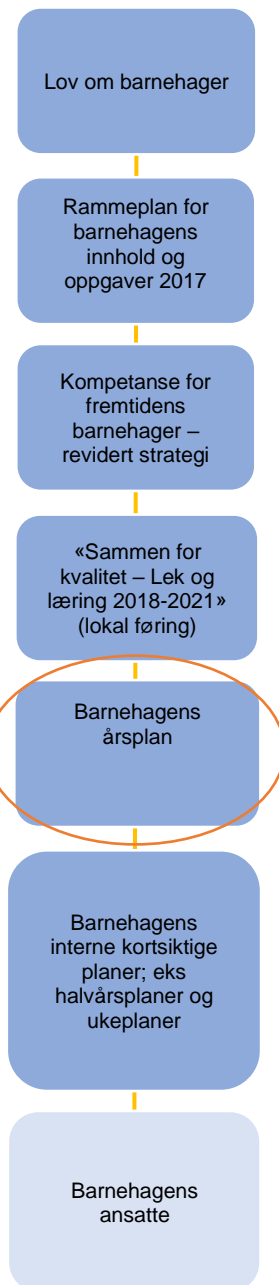 Lov om barnehager
Rammeplan for
barnehagens
innhold og
oppgaver 2017
Kompetanse for
fremtidens
barnehager –
revidert strategi
«Sammen for
kvalitet – Lek og
læring 2018-2021»
(lokal føring)
Barnehagens
årsplan
Barnehagens
interne kortsiktige
planer; eks
halvårsplaner og
ukeplaner
Barnehagens
ansatte